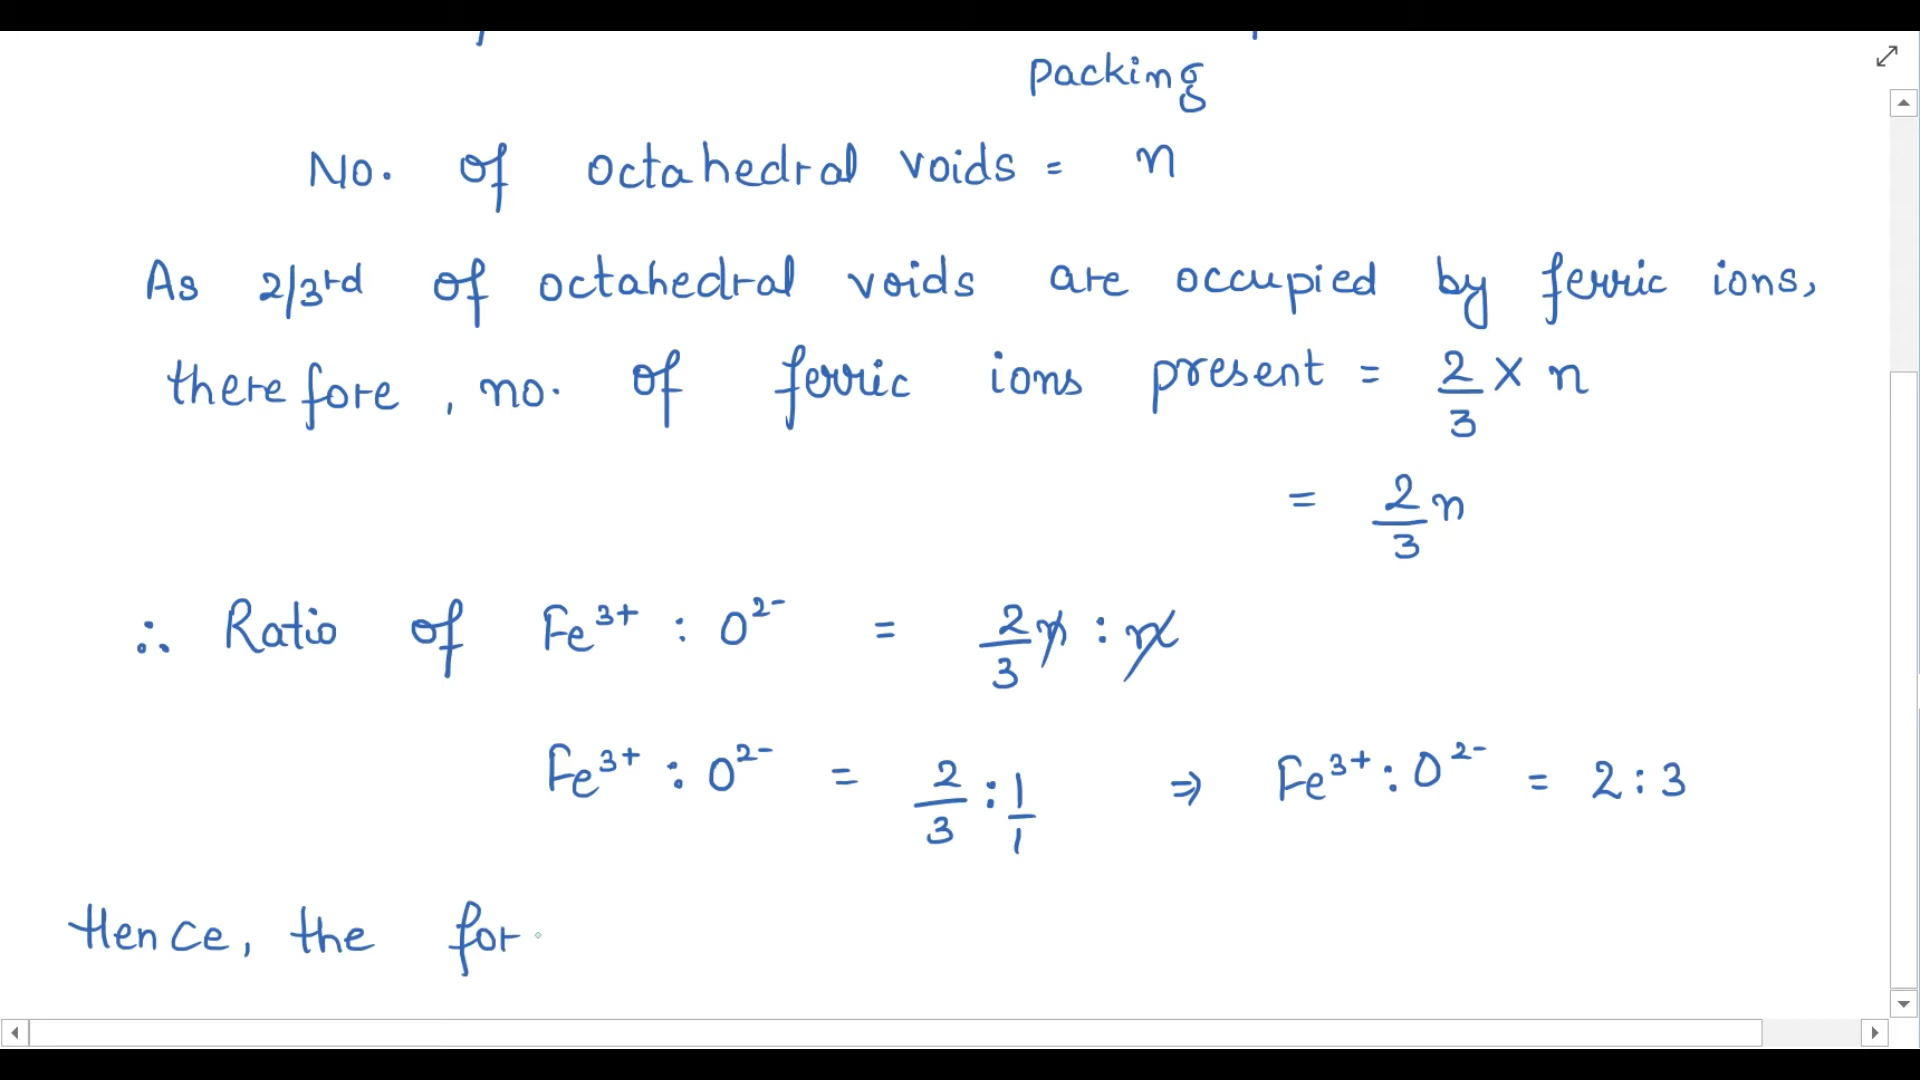 packing
No. of octahedral voids = n
As 2/3rd of octahedral voids are occupied by ferric ions,
therefore, no. of ferric ions present = 2/3 × n
= 2/3 n
∴ Ratio of Fe³⁺ : O²⁻ = 2/3 n : n
Fe³⁺ : O²⁻ = 2/3 : 1/1 ⇒ Fe³⁺ : O²⁻ = 2 : 3
Hence, the for